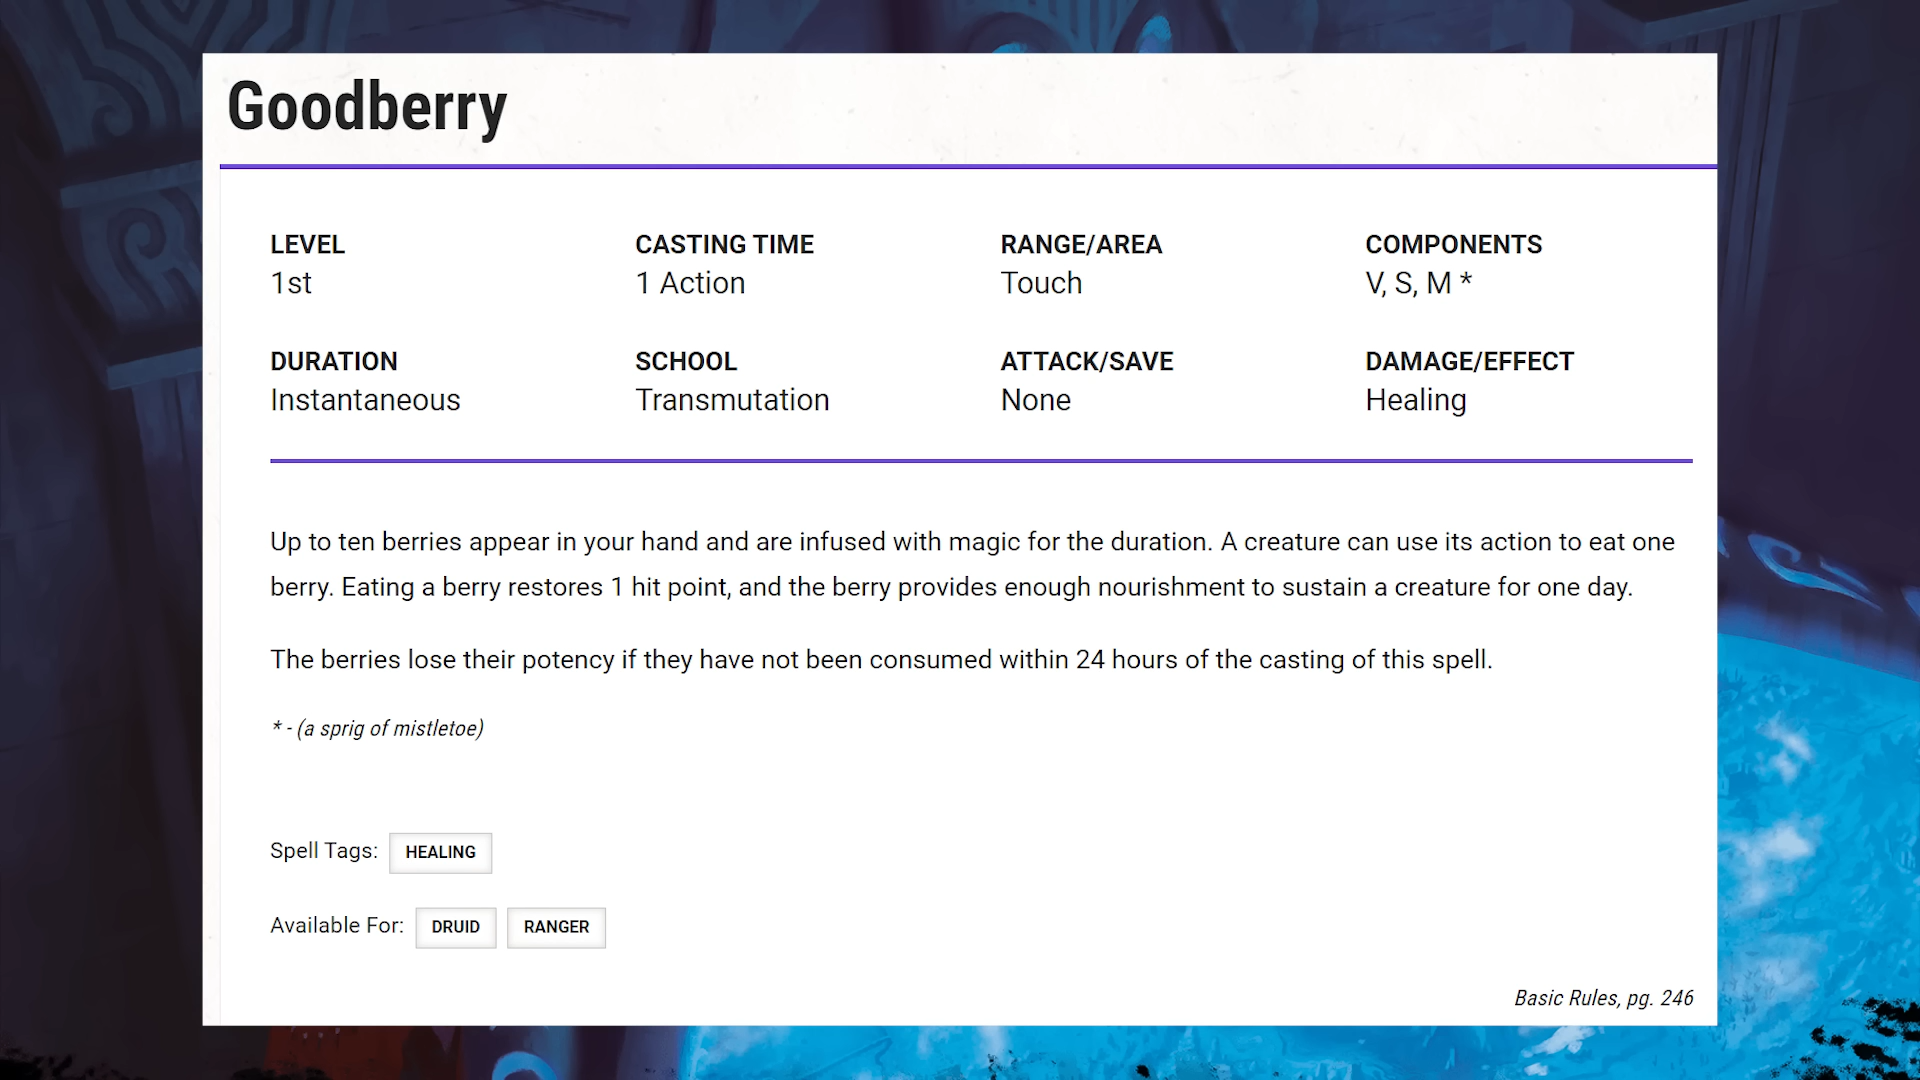 Goodberry
LEVEL
1st
CASTING TIME
1 Action
RANGE/AREA
Touch
COMPONENTS
V, S, M *
DURATION
Instantaneous
SCHOOL
Transmutation
ATTACK/SAVE
None
DAMAGE/EFFECT
Healing
Up to ten berries appear in your hand and are infused with magic for the duration. A creature can use its action to eat one
berry. Eating a berry restores 1 hit point, and the berry provides enough nourishment to sustain a creature for one day.
The berries lose their potency if they have not been consumed within 24 hours of the casting of this spell.
* - (a sprig of mistletoe)
Spell Tags: HEALING
Available For: DRUID RANGER
Basic Rules, pg. 246